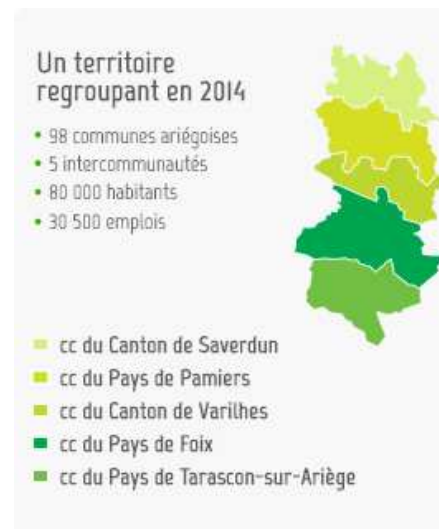 Un territoire
regroupant en 2014
• 98 communes ariégoises
• 5 intercommunautés
• 80 000 habitants
• 30 500 emplois
cc du Canton de Saverdun
cc du Pays de Pamiers
cc du Canton de Varilhes
cc du Pays de Foix
cc du Pays de Tarascon-sur-Ariège